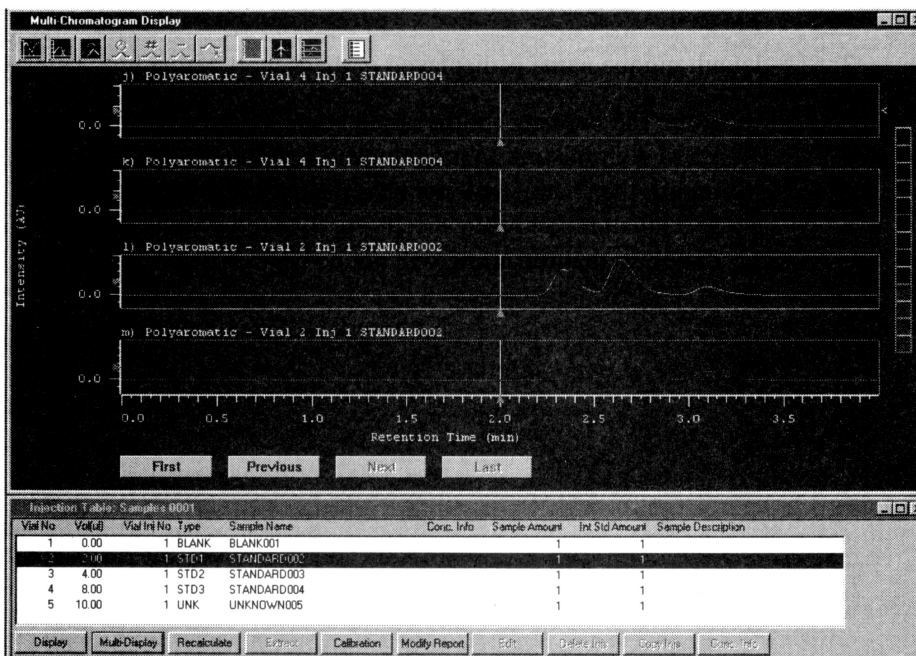 Multi-Chromatogram Display
#
j) Polyaromatic - Vial 4 Inj 1 STANDARD004
0.0
k) Polyaromatic - Vial 4 Inj 1 STANDARD004
0.0
Intensity (AU)
l) Polyaromatic - Vial 2 Inj 1 STANDARD002
0.0
m) Polyaromatic - Vial 2 Inj 1 STANDARD002
0.0
0.0 0.5 1.0 1.5 2.0 2.5 3.0 3.5
Retention Time (min)
First Previous Next Last
Injection Table: Samples 0001
Vial No Vol(ul) Vial Inj No Type Sample Name Conc. Info Sample Amount Int Std Amount Sample Description
1 0.00 1 BLANK BLANK001 1 1
2 2.00 1 STD1 STANDARD002 1 1
3 4.00 1 STD2 STANDARD003 1 1
4 8.00 1 STD3 STANDARD004 1 1
5 10.00 1 UNK UNKNOWN005 1 1
Display Multi-Display Recalculate Extract Calibration Modify Report Edit Delete Injs Copy Injs Conc. Info